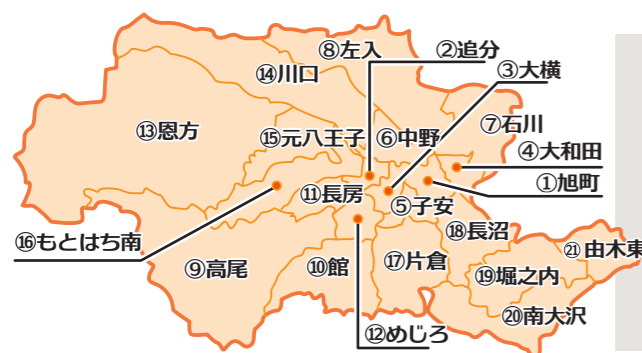 ⑧左入
②追分
③大横
⑭川口
⑦石川
⑬恩方
⑮元八王子
⑥中野
④大和田
①旭町
⑪長房
⑤子安
⑯もとはち南
⑱長沼
㉑由木東
⑨高尾
⑩館
⑰片倉
⑲堀之内
⑳南大沢
⑫めじろ